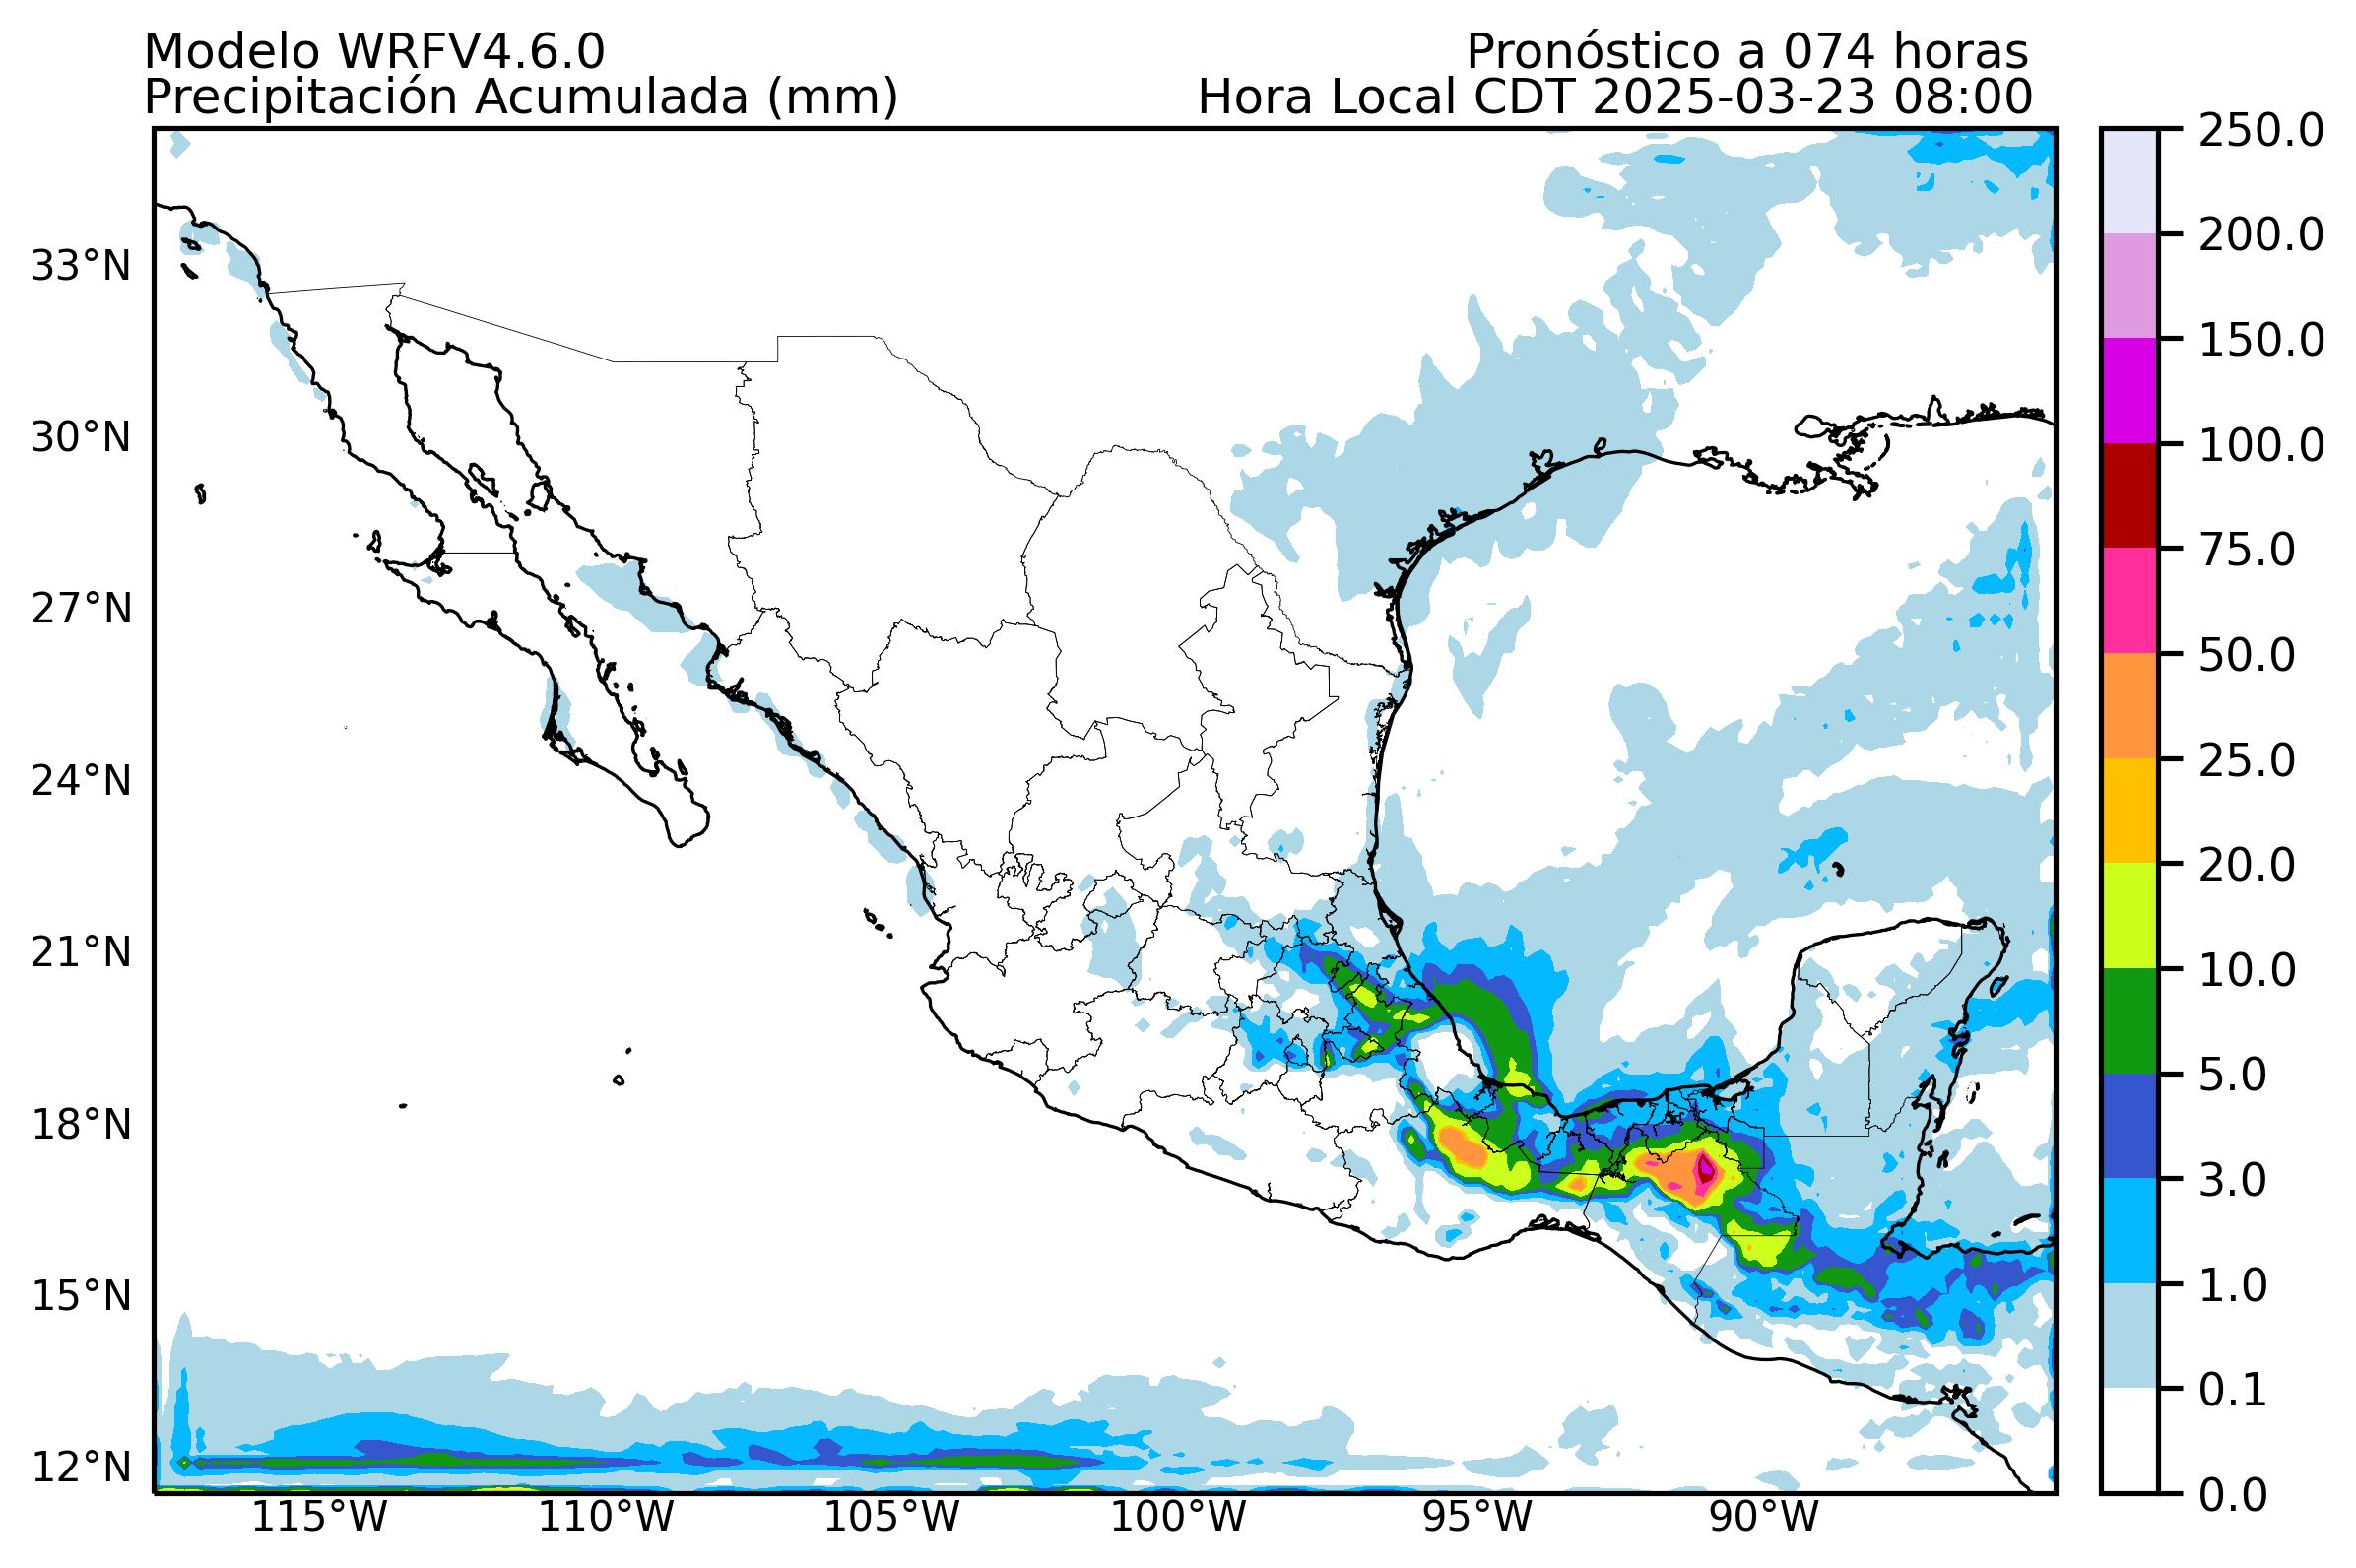 Modelo WRFV4.6.0
Pronóstico a 074 horas
Precipitación Acumulada (mm)
Hora Local CDT 2025-03-23 08:00
33°N
30°N
27°N
24°N
21°N
18°N
15°N
12°N
115°W
110°W
105°W
100°W
95°W
90°W
250.0
200.0
150.0
100.0
75.0
50.0
25.0
20.0
10.0
5.0
3.0
1.0
0.1
0.0